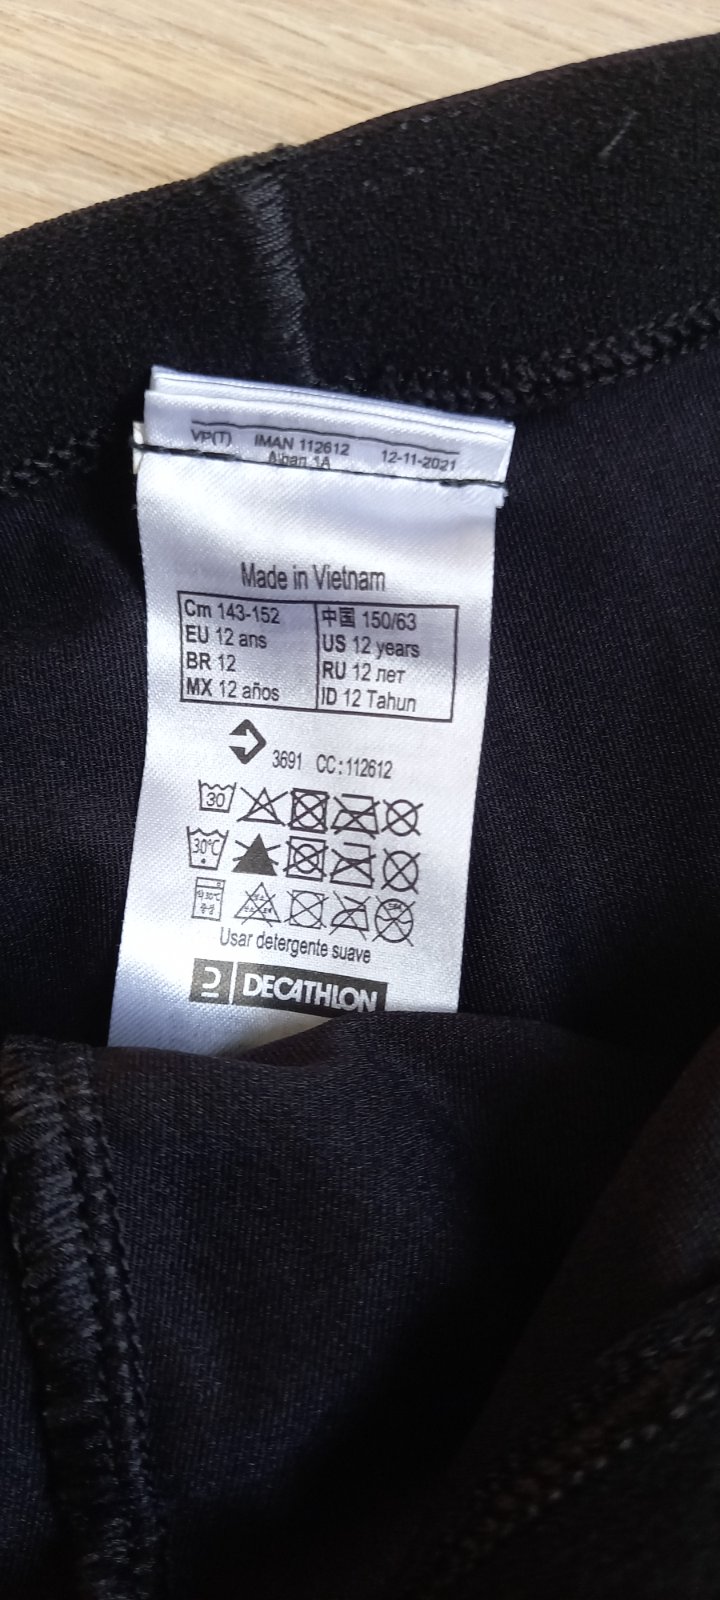 VP(T) IMAN 112612 12-11-2021
Alban 1A
Made in Vietnam
Cm 143-152 中国 150/63
EU 12 ans US 12 years
BR 12 RU 12 лет
MX 12 años ID 12 Tahun
3691 CC:112612
30
30°C
Usar detergente suave
DECATHLON